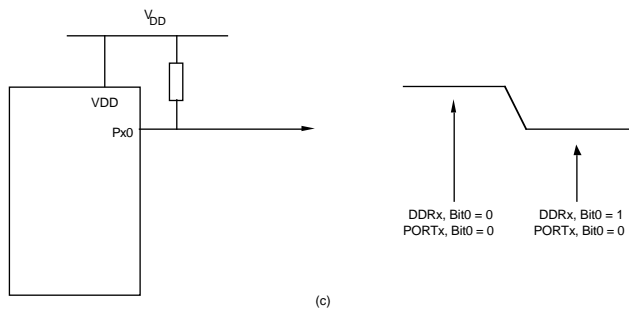 VDD
VDD
Px0
DDRx, Bit0 = 0
PORTx, Bit0 = 0
DDRx, Bit0 = 1
PORTx, Bit0 = 0
(c)